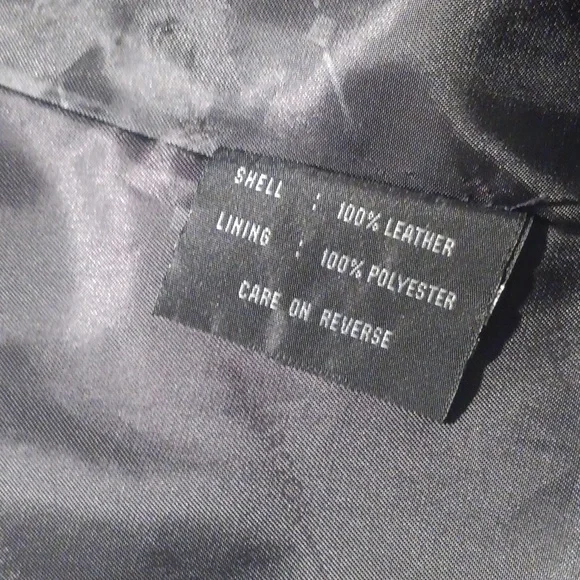 SHELL : 100% LEATHER
LINING : 100% POLYESTER
CARE ON REVERSE